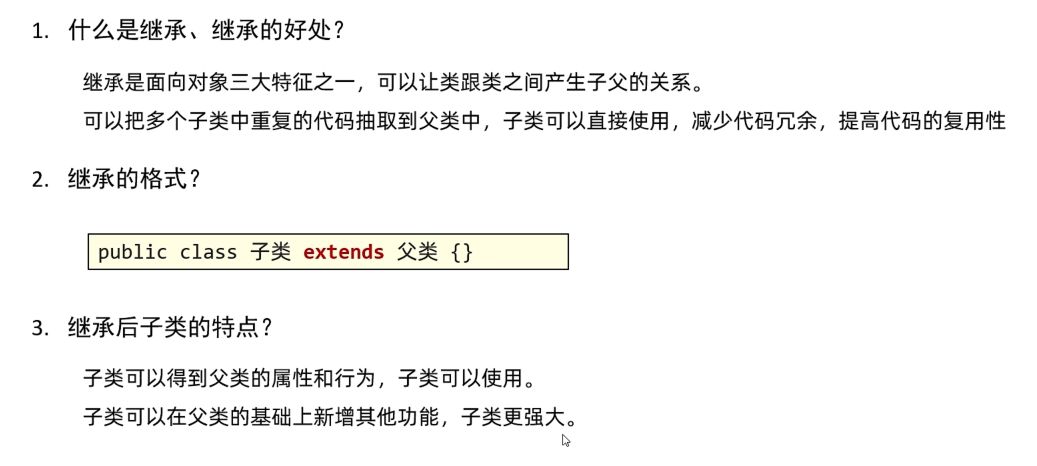 1. 什么是继承、继承的好处？
继承是面向对象三大特征之一，可以让类跟类之间产生子父的关系。
可以把多个子类中重复的代码抽取到父类中，子类可以直接使用，减少代码冗余，提高代码的复用性
2. 继承的格式？
public class 子类 extends 父类 {}
3. 继承后子类的特点？
子类可以得到父类的属性和行为，子类可以使用。
子类可以在父类的基础上新增其他功能，子类更强大。